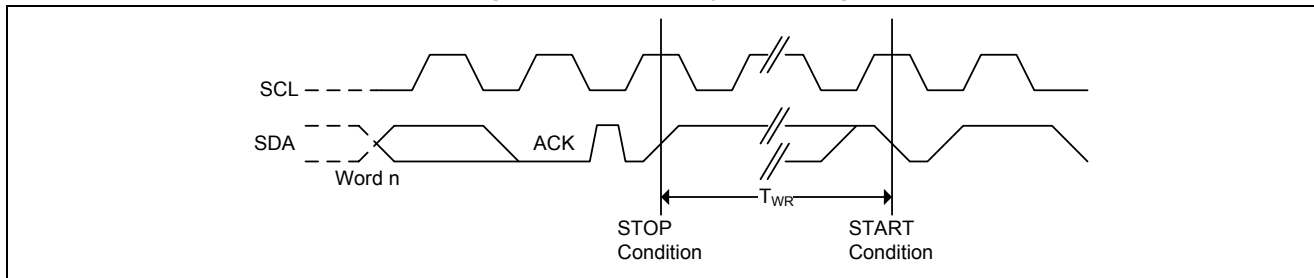 SCL
SDA
ACK
Word n
TWR
STOP
Condition
START
Condition